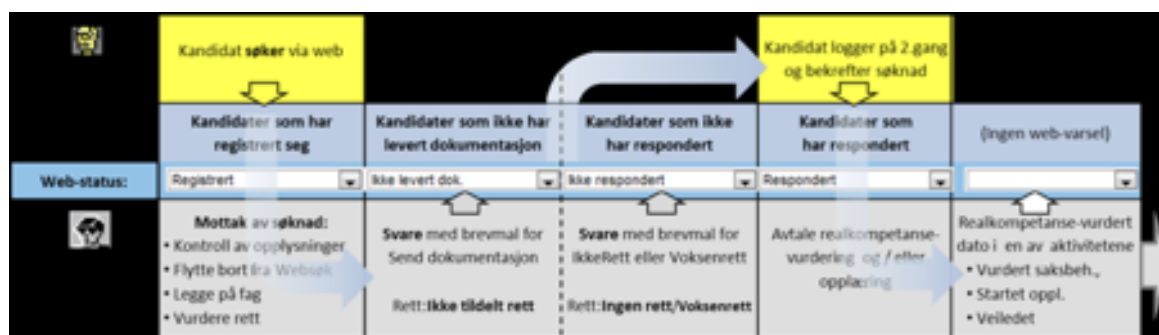 Kandidat søker via web
Kandidat logger på 2.gang
og bekrefter søknad
Kandidater som har
registrert seg
Kandidater som ikke har
levert dokumentasjon
Kandidater som ikke
har respondert
Kandidater som
har respondert
(Ingen web-varsel)
Web-status:
Registrert
Ikke levert dok.
Ikke respondert
Respondert
Mottak av søknad:
• Kontroll av opplysninger
• Flytte bort fra Websøk
• Legge på fag
• Vurdere rett
Svare med brevmal for
Send dokumentasjon
Rett:Ikke tildelt rett
Svare med brevmal for
IkkeRett eller Voksenrett
Rett:Ingen rett/Voksenrett
Avtale realkompetanse-
vurdering og / eller
opplæring
Realkompetanse-vurdert
dato i en av aktivitetene
• Vurdert saksbeh.,
• Startet oppl.
• Veiledet